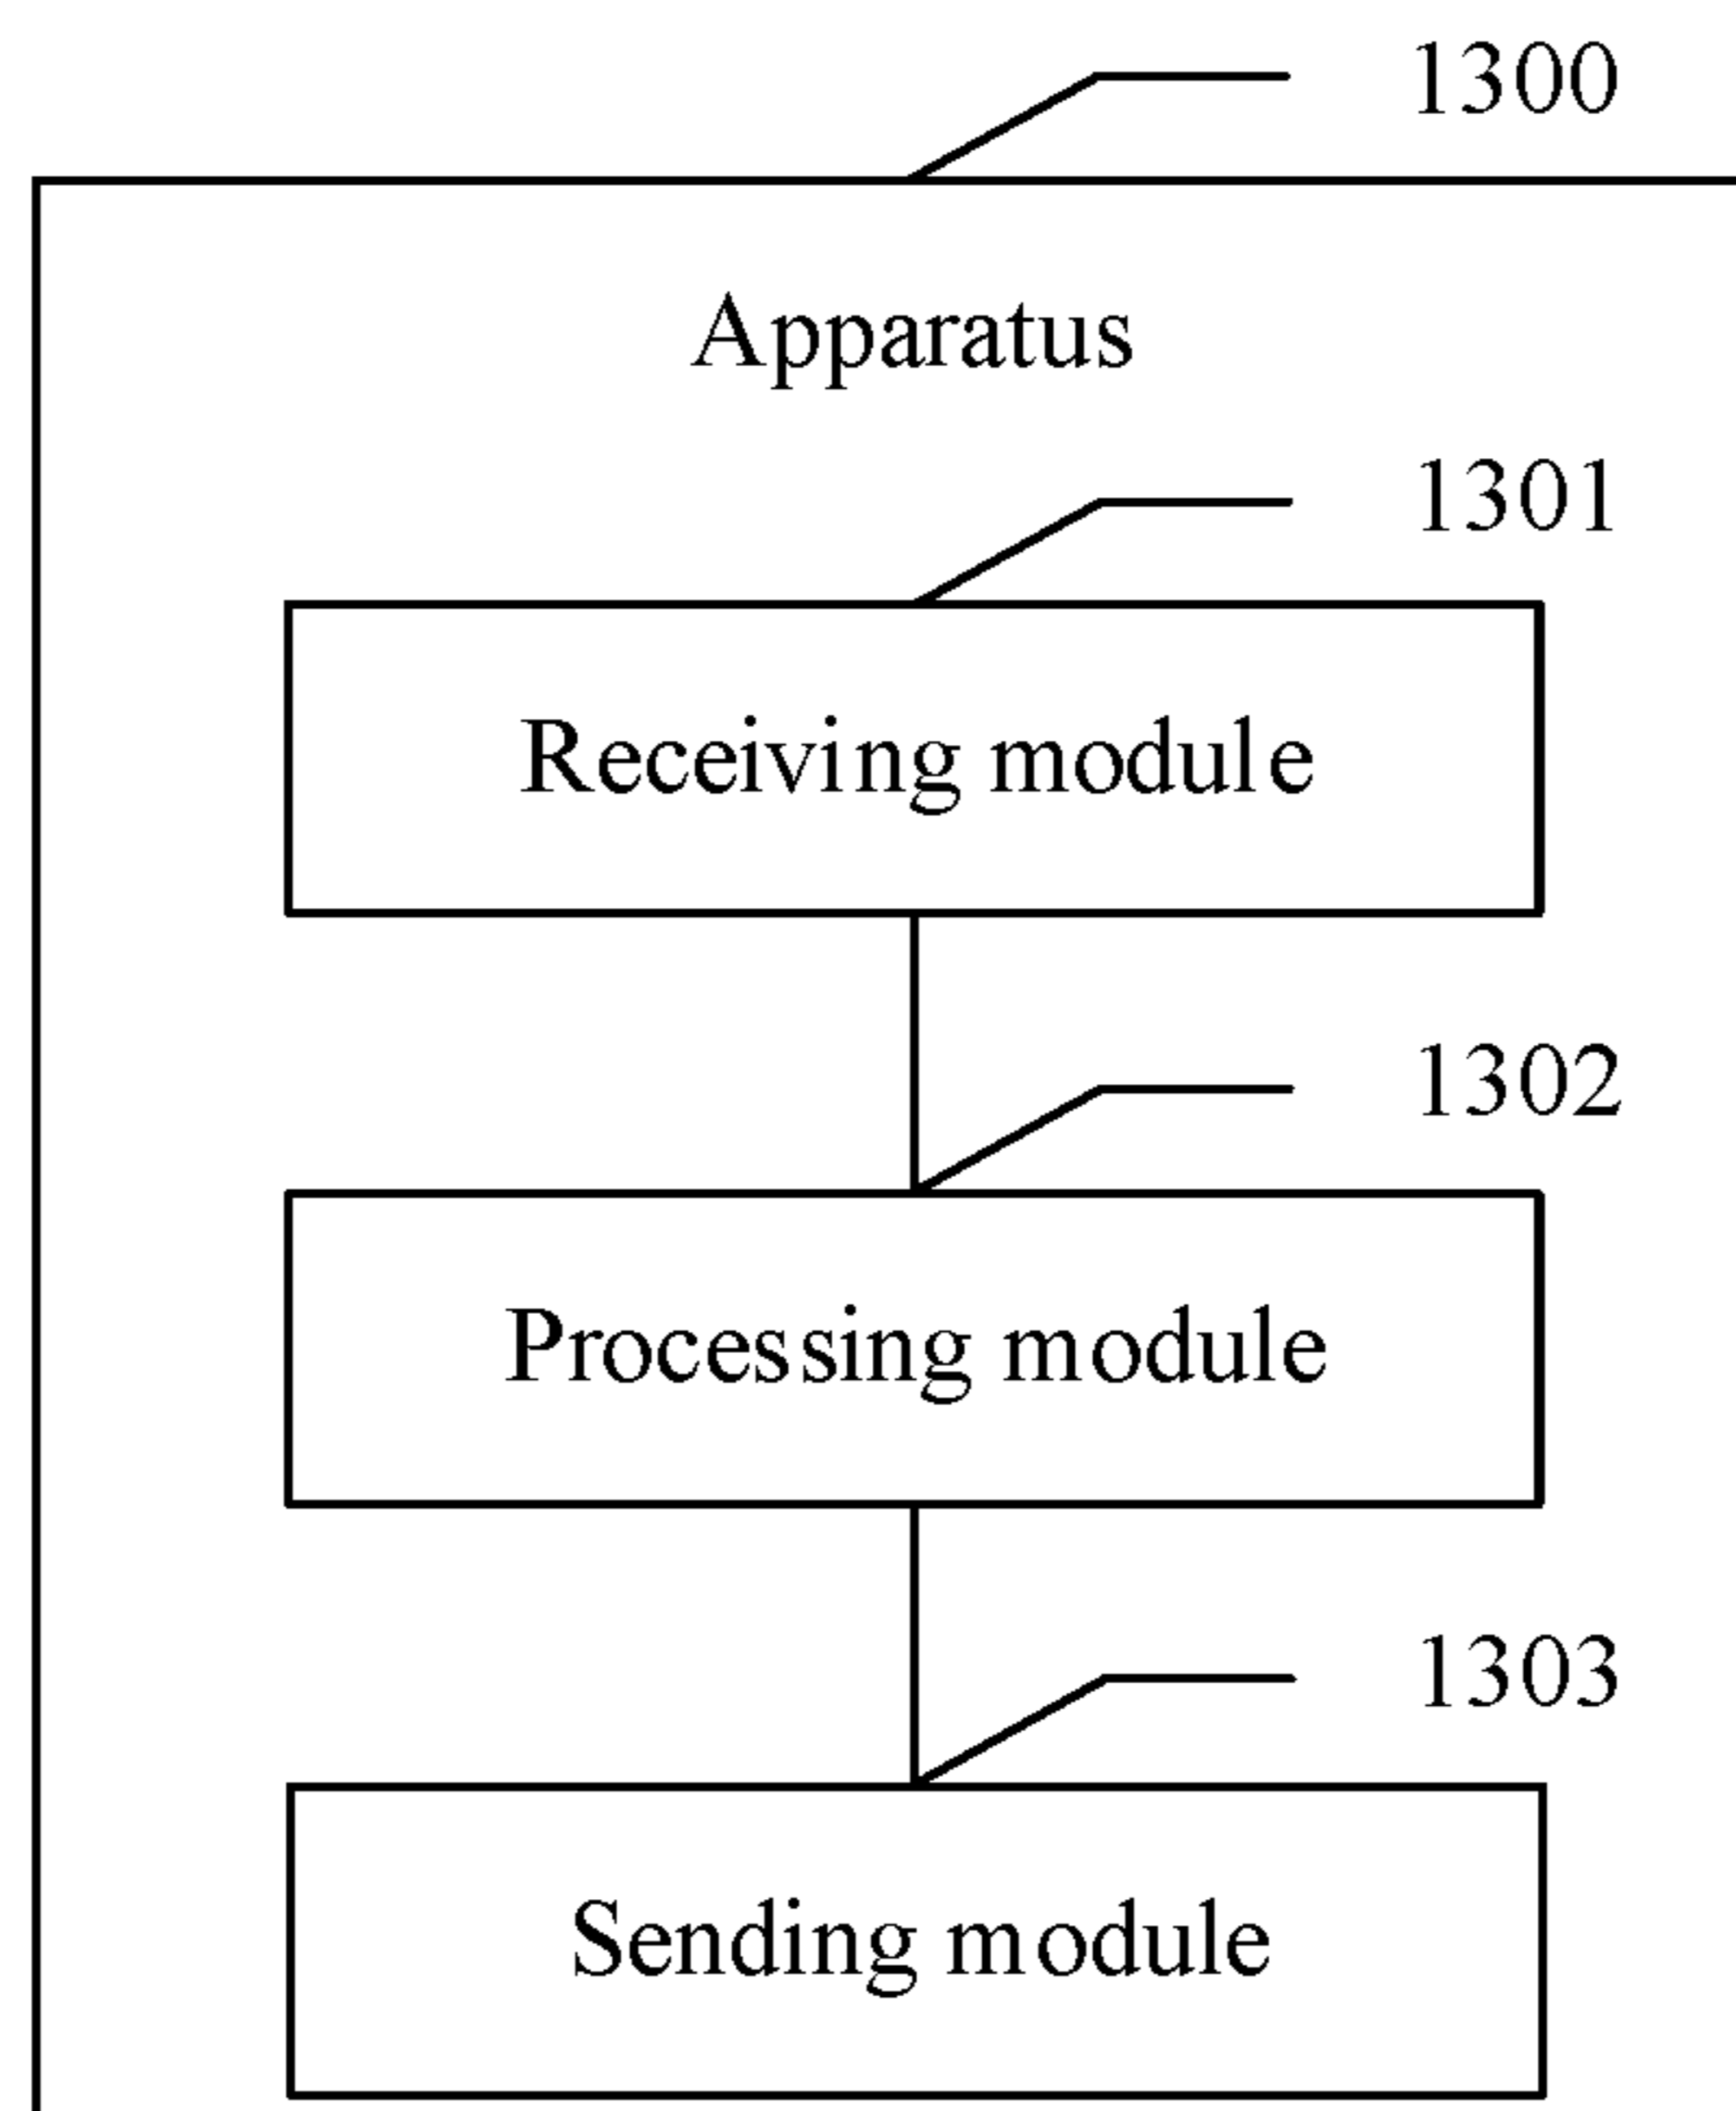 1300
Apparatus
1301
Receiving module
1302
Processing module
1303
Sending module